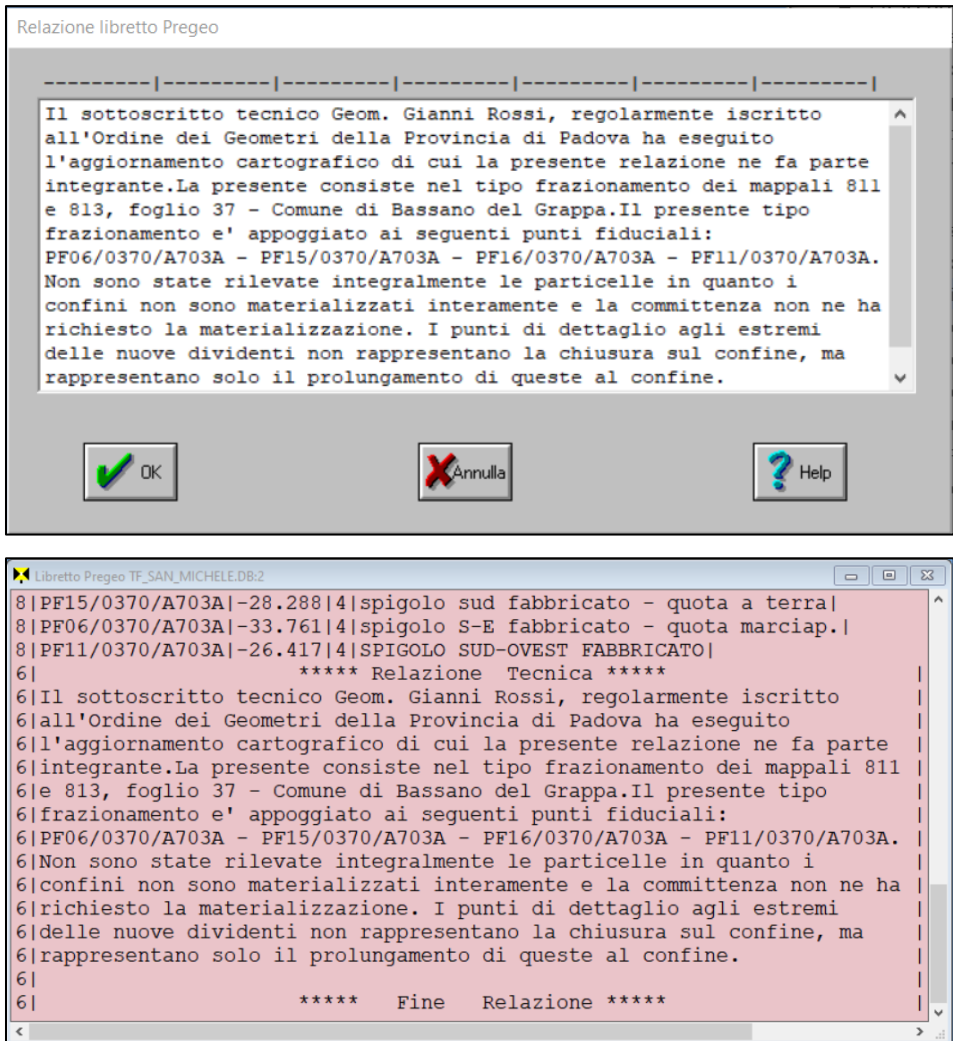 Relazione libretto Pregeo
---------|---------|---------|---------|---------|---------|---------|
Il sottoscritto tecnico Geom. Gianni Rossi, regolarmente iscritto
all'Ordine dei Geometri della Provincia di Padova ha eseguito
l'aggiornamento cartografico di cui la presente relazione ne fa parte
integrante.La presente consiste nel tipo frazionamento dei mappali 811
e 813, foglio 37 - Comune di Bassano del Grappa.Il presente tipo
frazionamento e' appoggiato ai seguenti punti fiduciali:
PF06/0370/A703A - PF15/0370/A703A - PF16/0370/A703A - PF11/0370/A703A.
Non sono state rilevate integralmente le particelle in quanto i
confini non sono materializzati interamente e la committenza non ne ha
richiesto la materializzazione. I punti di dettaglio agli estremi
delle nuove dividenti non rappresentano la chiusura sul confine, ma
rappresentano solo il prolungamento di queste al confine.
OK Annulla Help
Libretto Pregeo TF_SAN_MICHELE.DB:2
8|PF15/0370/A703A|-28.288|4|spigolo sud fabbricato - quota a terra|
8|PF06/0370/A703A|-33.761|4|spigolo S-E fabbricato - quota marciap.|
8|PF11/0370/A703A|-26.417|4|SPIGOLO SUD-OVEST FABBRICATO|
6| ***** Relazione Tecnica ***** |
6|Il sottoscritto tecnico Geom. Gianni Rossi, regolarmente iscritto |
6|all'Ordine dei Geometri della Provincia di Padova ha eseguito |
6|l'aggiornamento cartografico di cui la presente relazione ne fa parte |
6|integrante.La presente consiste nel tipo frazionamento dei mappali 811 |
6|e 813, foglio 37 - Comune di Bassano del Grappa.Il presente tipo |
6|frazionamento e' appoggiato ai seguenti punti fiduciali: |
6|PF06/0370/A703A - PF15/0370/A703A - PF16/0370/A703A - PF11/0370/A703A. |
6|Non sono state rilevate integralmente le particelle in quanto i |
6|confini non sono materializzati interamente e la committenza non ne ha |
6|richiesto la materializzazione. I punti di dettaglio agli estremi |
6|delle nuove dividenti non rappresentano la chiusura sul confine, ma |
6|rappresentano solo il prolungamento di queste al confine. |
6| |
6| ***** Fine Relazione ***** |